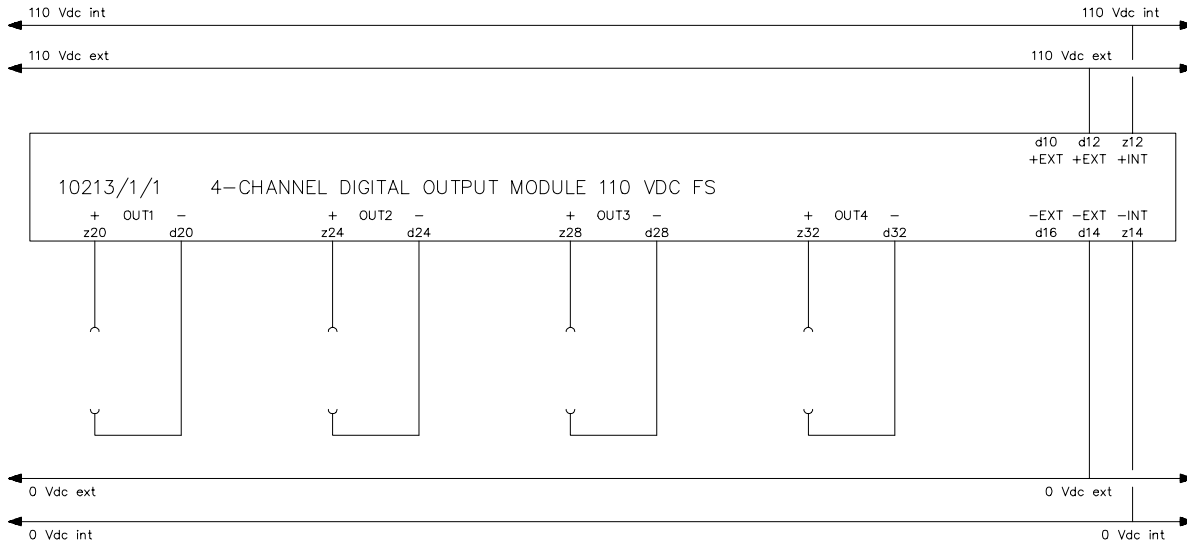 110 Vdc int 110 Vdc int
110 Vdc ext 110 Vdc ext
d10 d12 z12
+EXT +EXT +INT
10213/1/1 4-CHANNEL DIGITAL OUTPUT MODULE 110 VDC FS
+ OUT1 - + OUT2 - + OUT3 - + OUT4 - -EXT -EXT -INT
z20 d20 z24 d24 z28 d28 z32 d32 d16 d14 z14
0 Vdc ext 0 Vdc ext
0 Vdc int 0 Vdc int